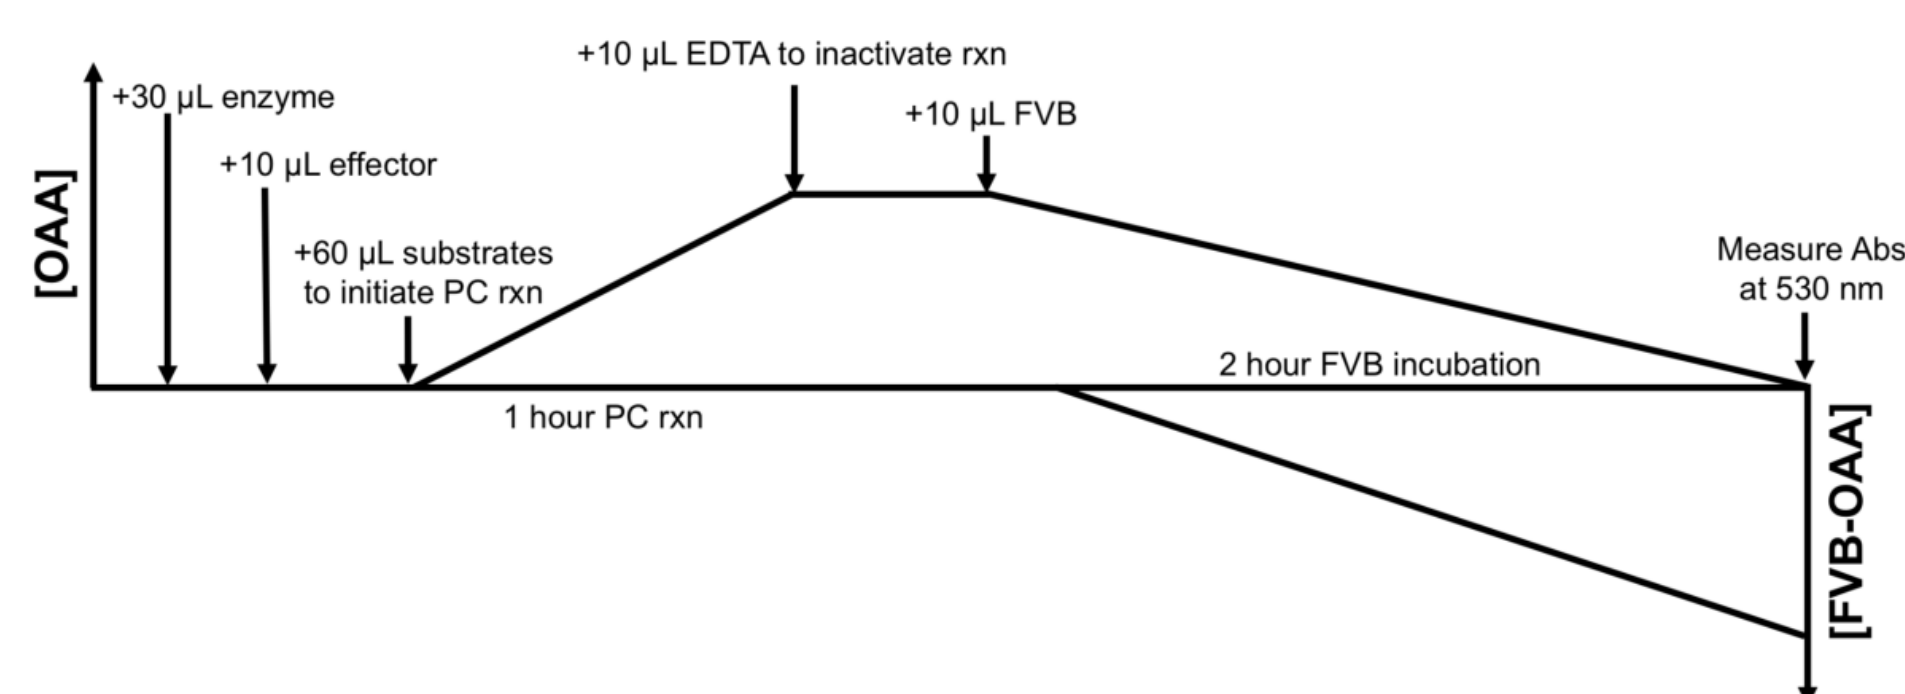 +10 µL EDTA to inactivate rxn
+30 µL enzyme
+10 µL FVB
+10 µL effector
[OAA]
+60 µL substrates
to initiate PC rxn
Measure Abs
at 530 nm
2 hour FVB incubation
1 hour PC rxn
[FVB-OAA]